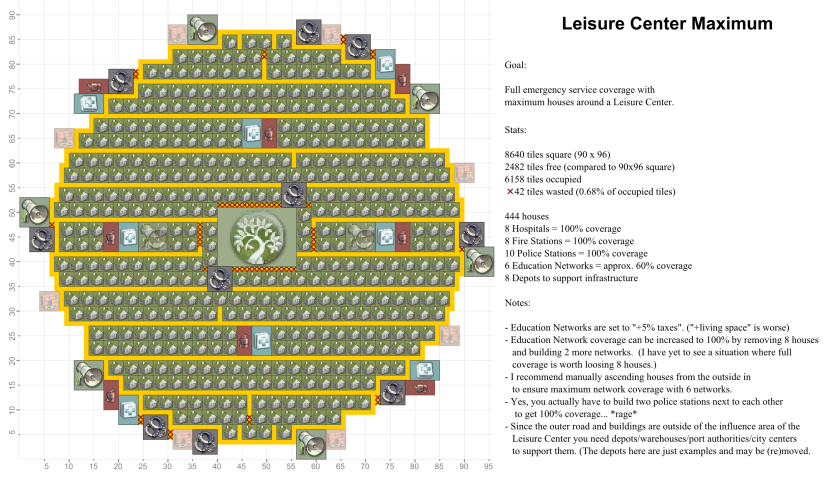 Leisure Center Maximum
Goal:
Full emergency service coverage with
maximum houses around a Leisure Center.
Stats:
8640 tiles square (90 x 96)
2482 tiles free (compared to 90x96 square)
6158 tiles occupied
42 tiles wasted (0.68% of occupied tiles)
444 houses
8 Hospitals = 100% coverage
8 Fire Stations = 100% coverage
10 Police Stations = 100% coverage
6 Education Networks = approx. 60% coverage
8 Depots to support infrastructure
Notes:
- Education Networks are set to "+5% taxes". ("+living space" is worse)
- Education Network coverage can be increased to 100% by removing 8 houses
and building 2 more networks. (I have yet to see a situation where full
coverage is worth loosing 8 houses.)
- I recommend manually ascending houses from the outside in
to ensure maximum network coverage with 6 networks.
- Yes, you actually have to build two police stations next to each other
to get 100% coverage... *rage*
- Since the outer road and buildings are outside of the influence area of the
Leisure Center you need depots/warehouses/port authorities/city centers
to support them. (The depots here are just examples and may be (re)moved.
90
85
80
75
70
65
60
55
50
45
40
35
30
25
20
15
10
5
5 10 15 20 25 30 35 40 45 50 55 60 65 70 75 80 85 90 95